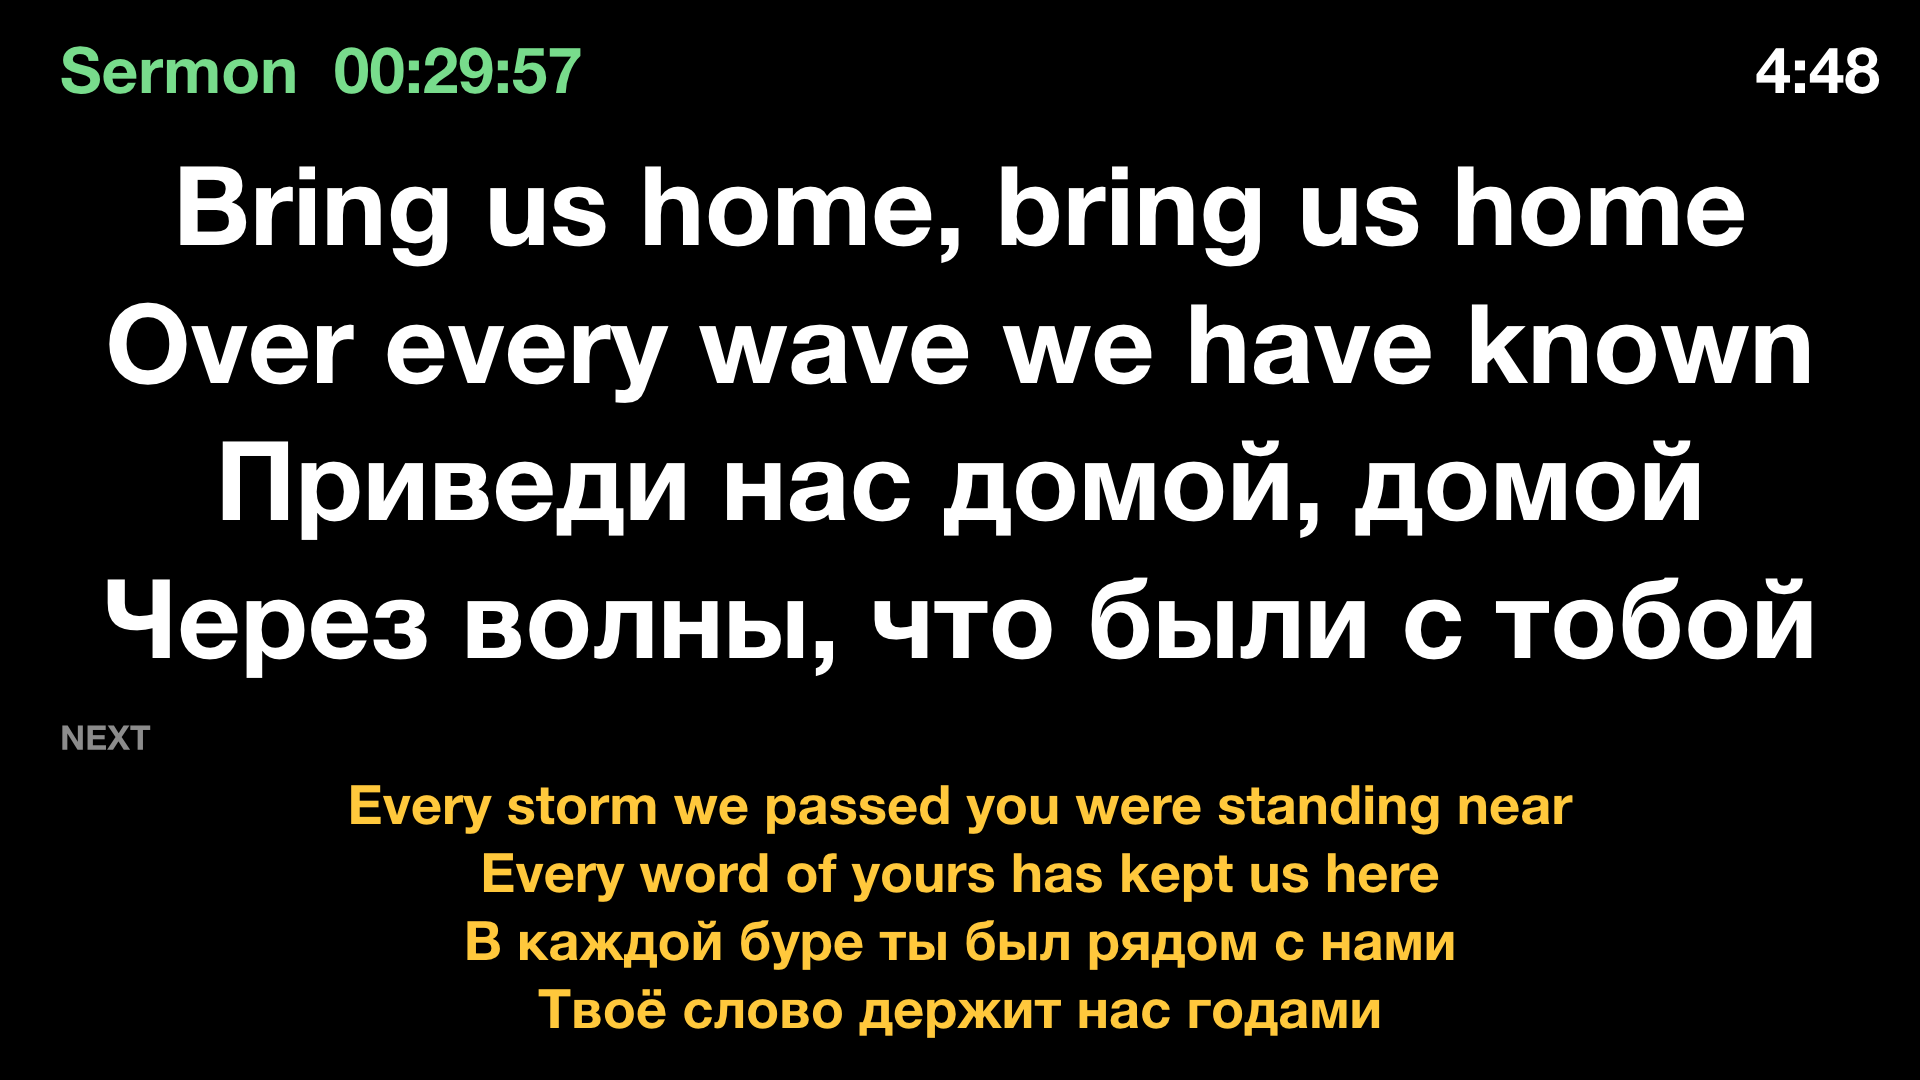 Sermon 00:29:57 4:48
Bring us home, bring us home
Over every wave we have known
Приведи нас домой, домой
Через волны, что были с тобой
NEXT
Every storm we passed you were standing near
Every word of yours has kept us here
В каждой буре ты был рядом с нами
Твоё слово держит нас годами